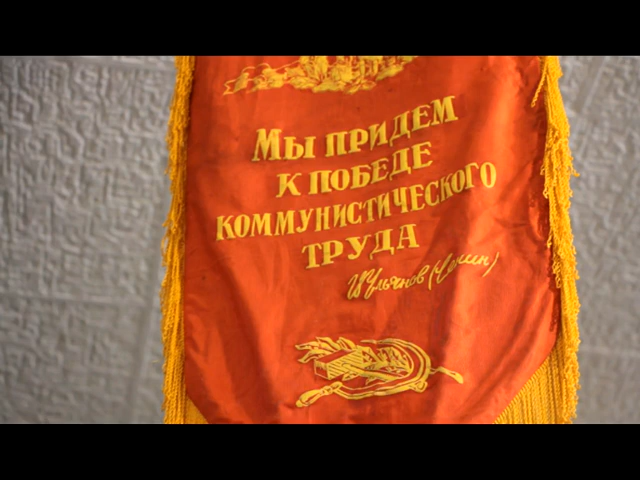 Мы придем
к победе
коммунистического
труда
В Ульянов (Ленин)